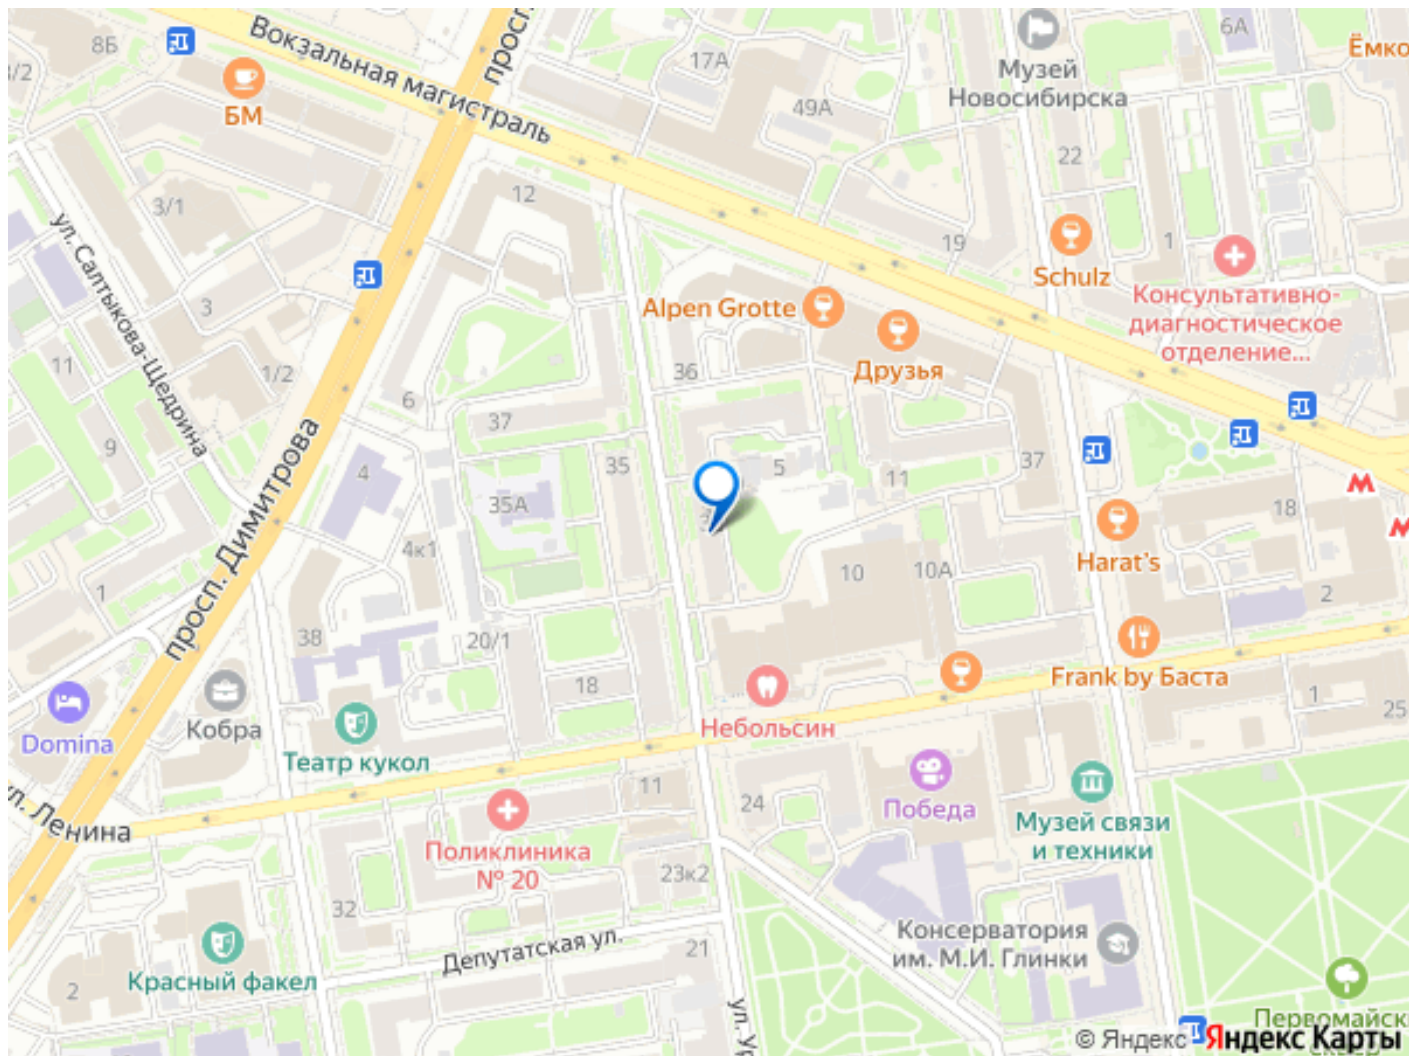 8Б
Вокзальная магистраль
просп.
17А
Музей
Новосибирска
6А
Ёмко
3/2
БМ
49А
22
12
3/1
ул. Салтыкова-Щедрина
19
1
Schulz
3
Alpen Grotte
Консультативно-
диагностическое
отделение...
Друзья
11
1/2
36
6
37
9
35
5
37
4
11
35А
18
просп. Димитрова
4к1
Harat's
10
10А
1
2
38
20/1
18
Frank by Баста
1
25
Кобра
Небольсин
Domina
Театр кукол
11
Победа
24
ул. Ленина
Музей связи
и техники
Поликлиника
№ 20
23к2
32
Консерватория
им. М.И. Глинки
Депутатская ул.
21
Красный факел
2
ул. Ур
Первомайск
© Яндекс Яндекс Карты